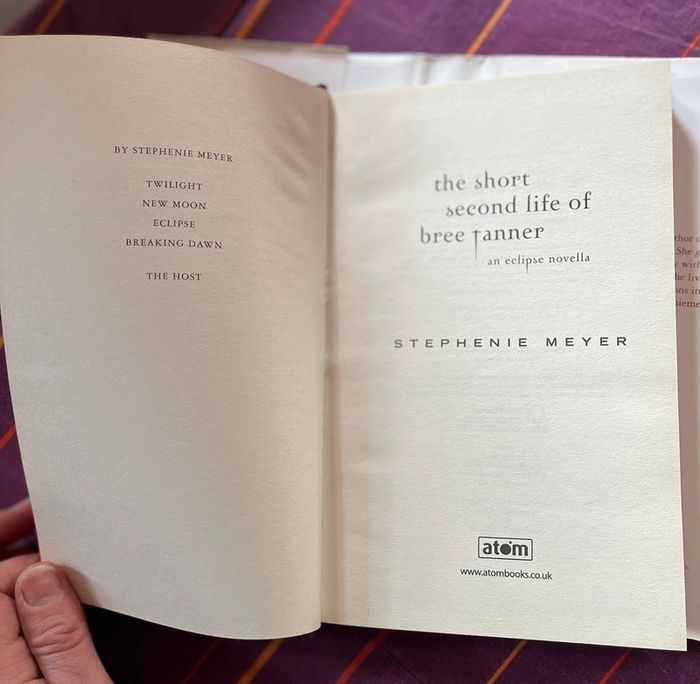 BY STEPHENIE MEYER
TWILIGHT
NEW MOON
ECLIPSE
BREAKING DAWN
THE HOST
the short
second life of
bree tanner
an eclipse novella
STEPHENIE MEYER
atom
www.atombooks.co.uk
She